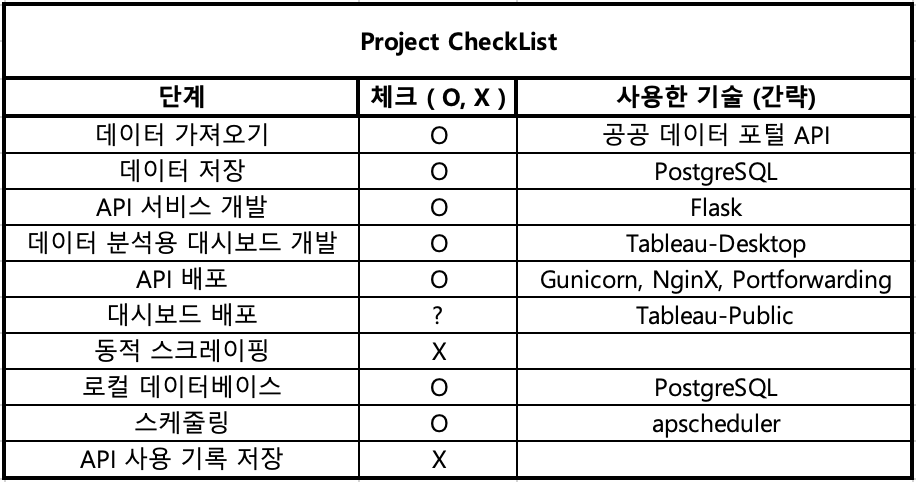 Project CheckList
단계 체크 ( O, X ) 사용한 기술 (간략)
데이터 가져오기 O 공공 데이터 포털 API
데이터 저장 O PostgreSQL
API 서비스 개발 O Flask
데이터 분석용 대시보드 개발 O Tableau-Desktop
API 배포 O Gunicorn, NginX, Portforwarding
대시보드 배포 ? Tableau-Public
동적 스크레이핑 X
로컬 데이터베이스 O PostgreSQL
스케줄링 O apscheduler
API 사용 기록 저장 X